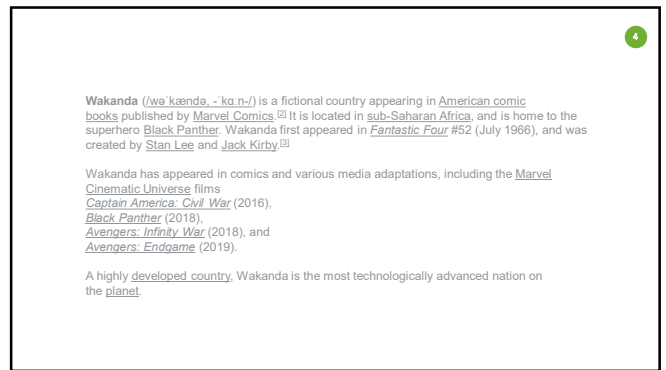 4
Wakanda (/wəˈkændə, -ˈkɑːn-/) is a fictional country appearing in American comic
books published by Marvel Comics.[2] It is located in sub-Saharan Africa, and is home to the
superhero Black Panther. Wakanda first appeared in Fantastic Four #52 (July 1966), and was
created by Stan Lee and Jack Kirby.[3]
Wakanda has appeared in comics and various media adaptations, including the Marvel
Cinematic Universe films
Captain America: Civil War (2016),
Black Panther (2018),
Avengers: Infinity War (2018), and
Avengers: Endgame (2019).
A highly developed country, Wakanda is the most technologically advanced nation on
the planet.